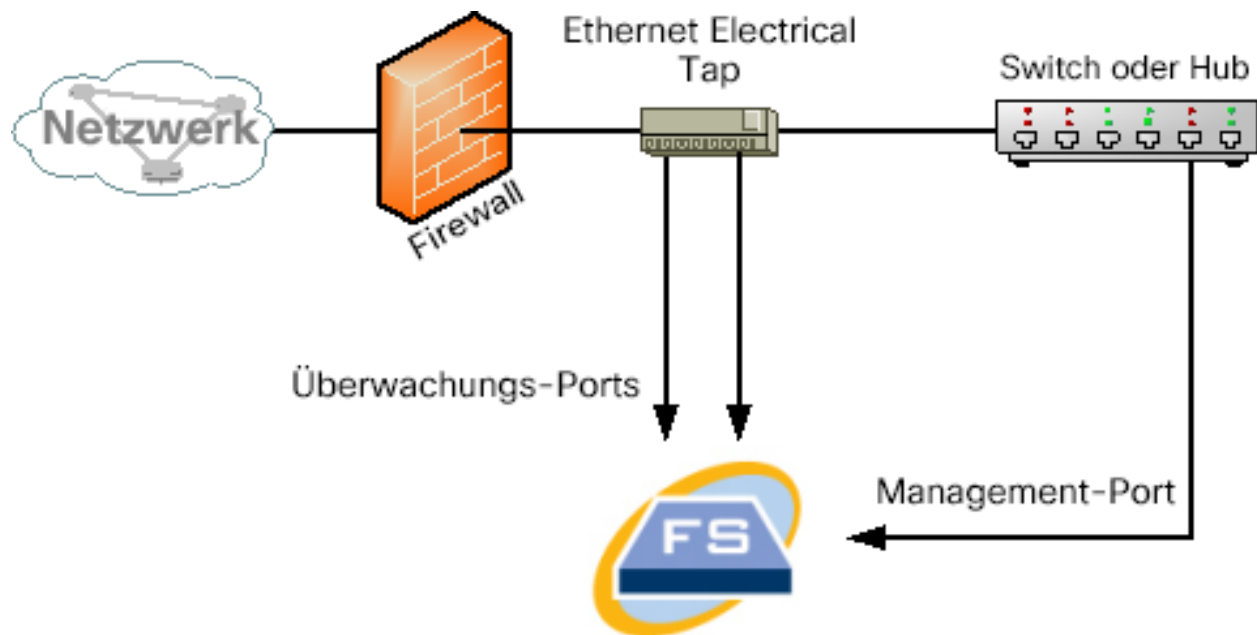 Ethernet Electrical
Tap
Switch oder Hub
Netzwerk
Firewall
Überwachungs-Ports
Management-Port
FS